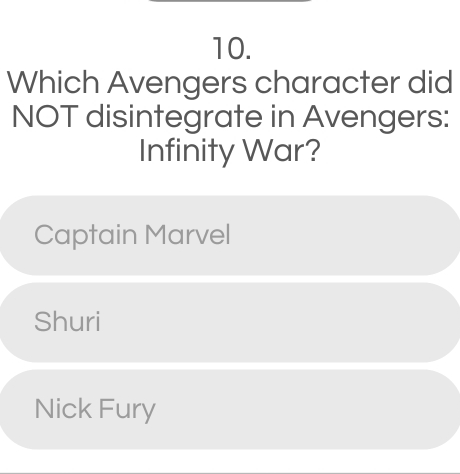 10.
Which Avengers character did
NOT disintegrate in Avengers:
Infinity War?
Captain Marvel
Shuri
Nick Fury